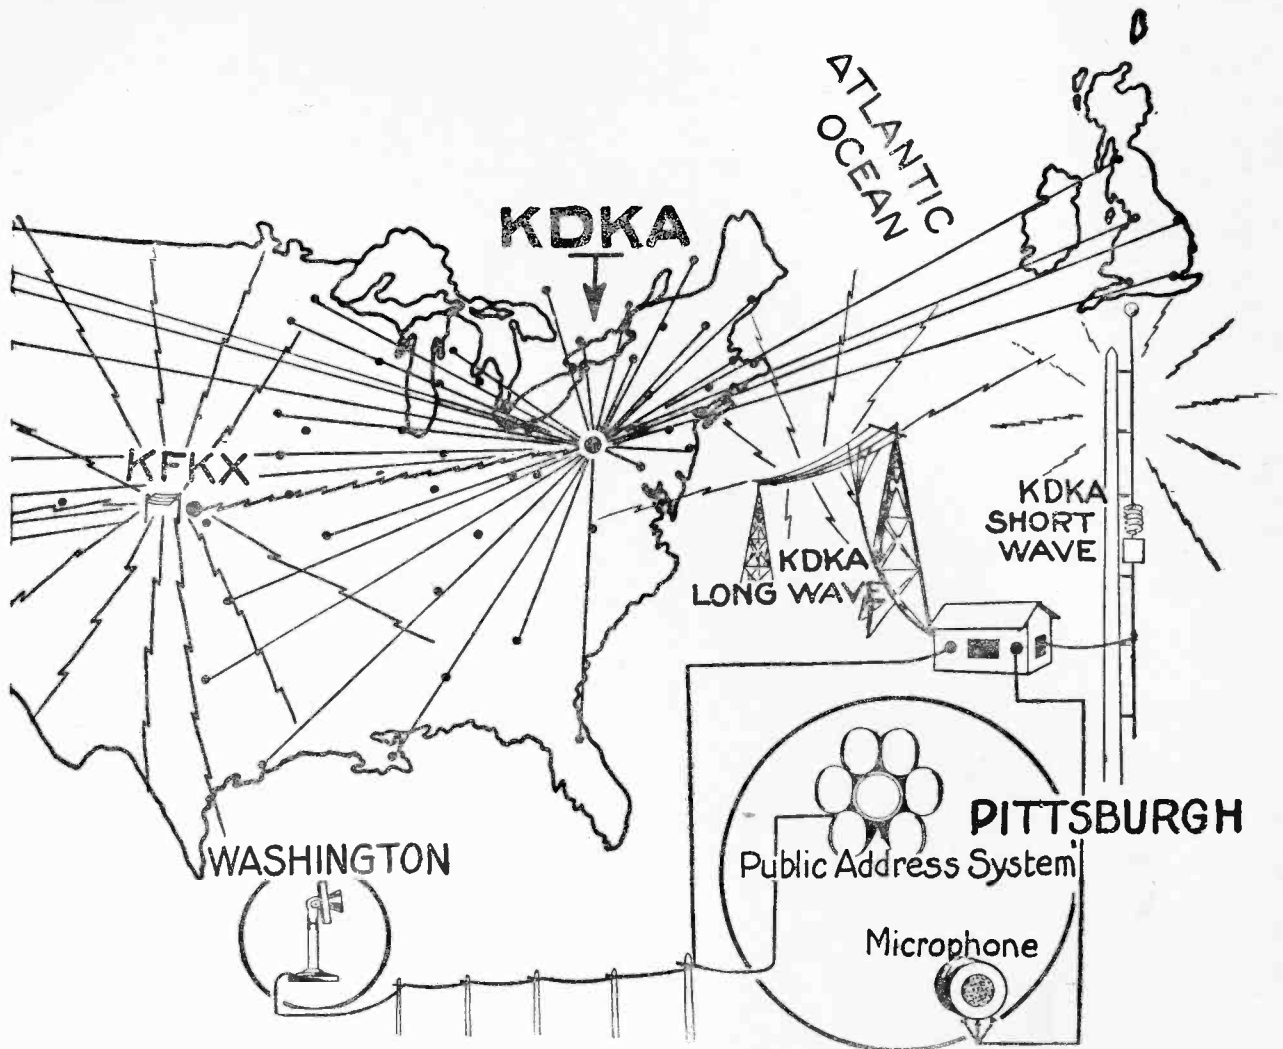 ATLANTIC
OCEAN
KDKA
KFKX
KDKA
SHORT
WAVE
KDKA
LONG WAVE
PITTSBURGH
Public Address System
WASHINGTON
Microphone